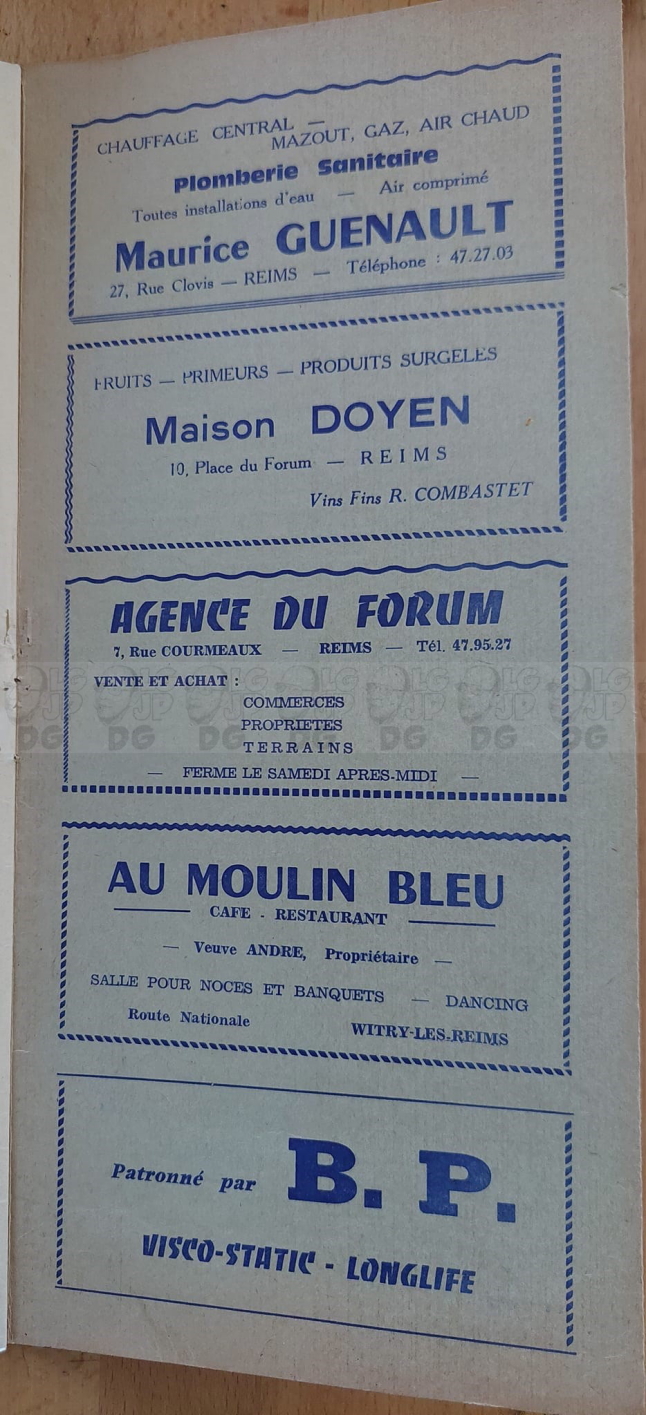 CHAUFFAGE CENTRAL —
MAZOUT, GAZ, AIR CHAUD
Plomberie Sanitaire
Toutes installations d'eau — Air comprimé
Maurice GUENAULT
27, Rue Clovis — REIMS — Téléphone : 47.27.03
FRUITS — PRIMEURS — PRODUITS SURGELES
Maison DOYEN
10, Place du Forum — REIMS
Vins Fins R. COMBASTET
AGENCE DU FORUM
7, Rue COURMEAUX — REIMS — Tél. 47.95.27
VENTE ET ACHAT :
COMMERCES
PROPRIETES
TERRAINS
— FERME LE SAMEDI APRES-MIDI —
AU MOULIN BLEU
CAFE - RESTAURANT
— Veuve ANDRE, Propriétaire —
SALLE POUR NOCES ET BANQUETS — DANCING
Route Nationale WITRY-LES-REIMS
Patronné par B. P.
VISCO-STATIC - LONGLIFE